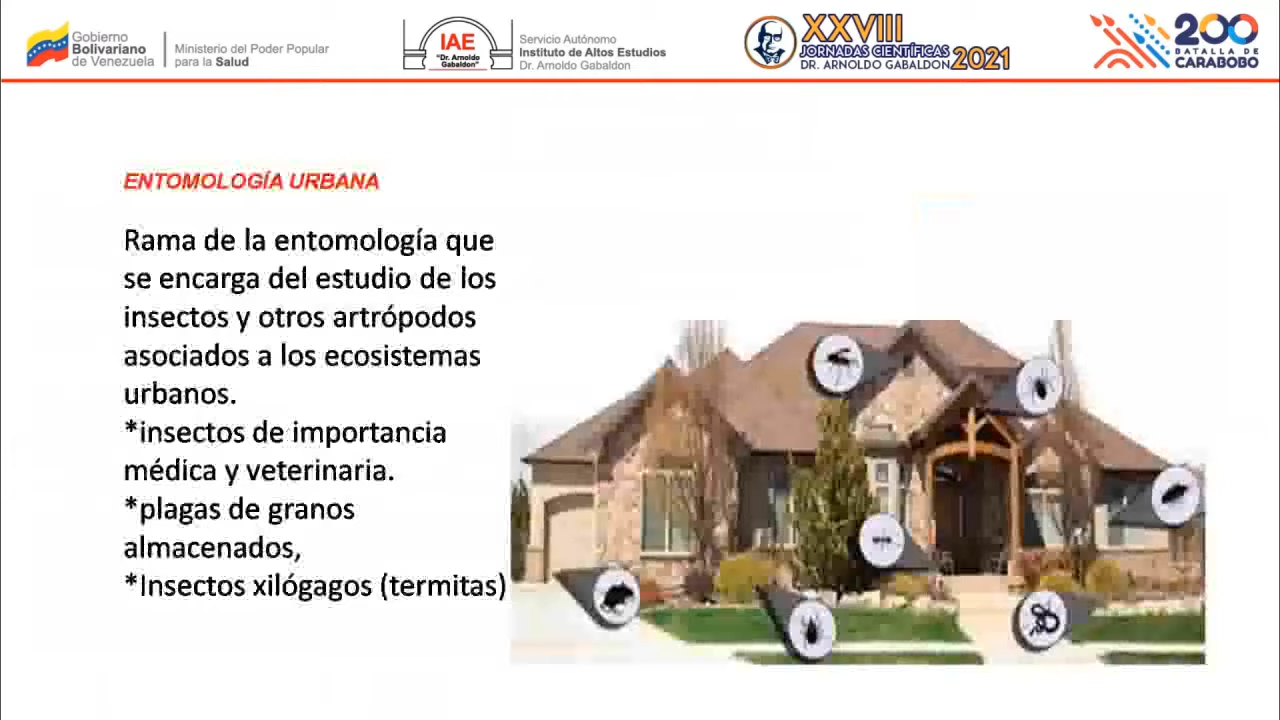 Gobierno
Bolivariano
de Venezuela
Ministerio del Poder Popular
para la Salud
IAE
"Dr. Arnoldo
Gabaldon"
Servicio Autónomo
Instituto de Altos Estudios
Dr. Arnoldo Gabaldon
XXVIII
JORNADAS CIENTÍFICAS
DR. ARNOLDO GABALDON
2021
200
BATALLA DE
CARABOBO
ENTOMOLOGÍA URBANA
Rama de la entomología que
se encarga del estudio de los
insectos y otros artrópodos
asociados a los ecosistemas
urbanos.
*insectos de importancia
médica y veterinaria.
*plagas de granos
almacenados,
*Insectos xilógagos (termitas)